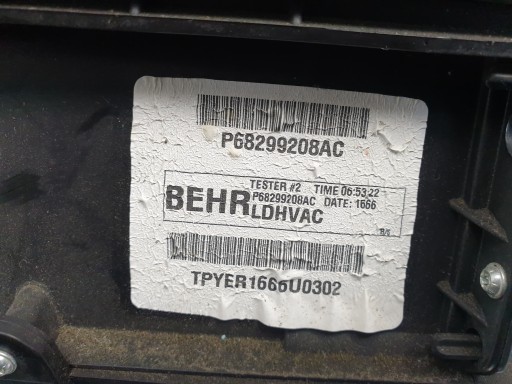 P68299208AC
TESTER #2 TIME 06:53:22
P68299208AC DATE: 1666
BEHR LDHVAC
TPYER1666U0302